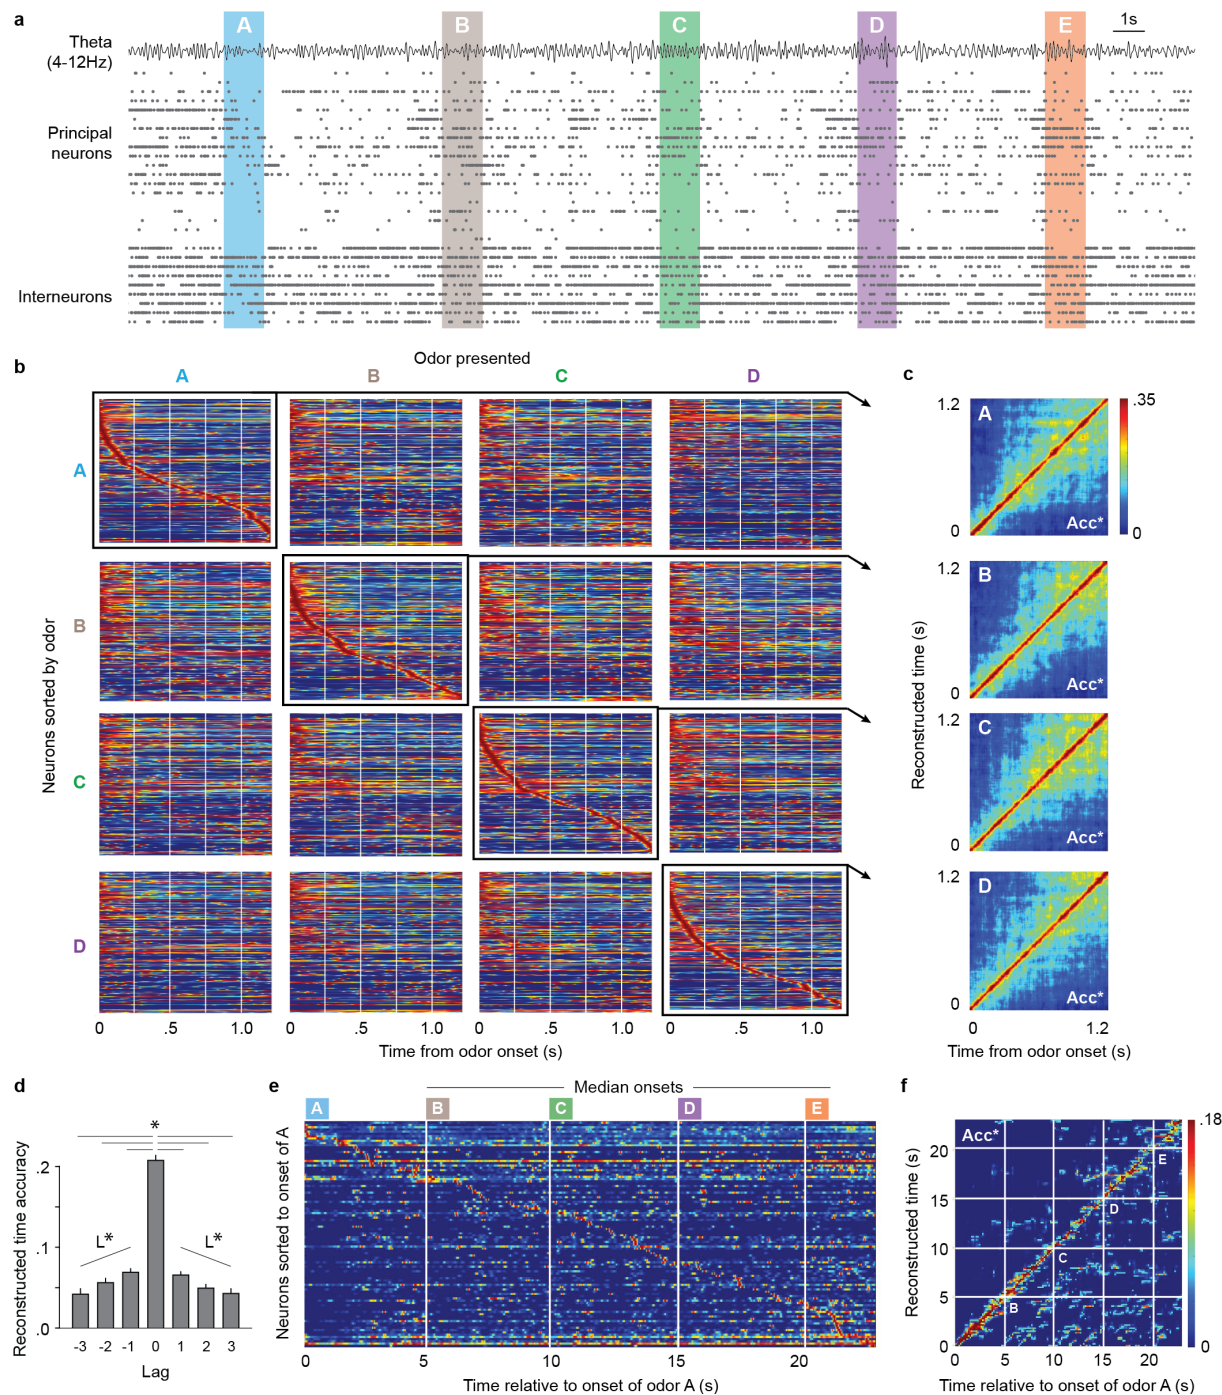 a
A B C D E 1s
Theta
(4-12Hz)
Principal
neurons
Interneurons
b
Odor presented
A B C D
Neurons sorted by odor
A
B
C
D
0 .5 1.0 0 .5 1.0 0 .5 1.0 0 .5 1.0
Time from odor onset (s)
c
1.2 A .35
0 Acc* 0
1.2 B
0 Acc*
Reconstructed time (s)
1.2 C
0 Acc*
1.2 D
0 Acc*
0 1.2
Time from odor onset (s)
d
Reconstructed time accuracy
*
.2
.1
.0
L* L*
-3 -2 -1 0 1 2 3
Lag
e
Median onsets
A B C D E
Neurons sorted to onset of A
0 5 10 15 20
Time relative to onset of odor A (s)
f
Acc* .18
Reconstructed time (s)
20
15
10
5
0
E
D
C
B
0
0 5 10 15 20
Time relative to onset of odor A (s)